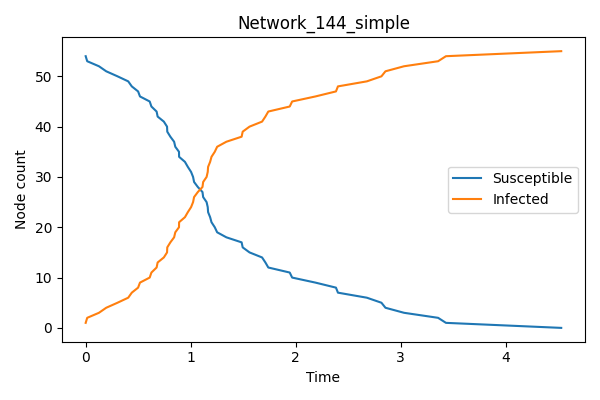 Network_144_simple
Node count
50
40
30
20
10
0
Susceptible
Infected
0 1 2 3 4
Time